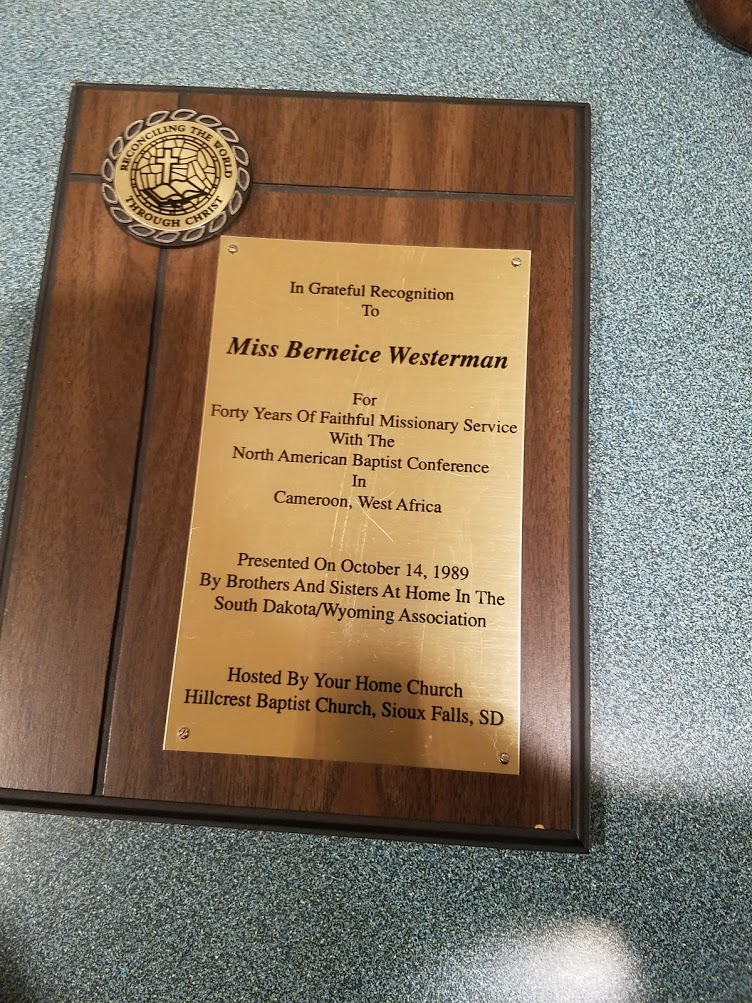 RECONCILING THE WORLD
THROUGH CHRIST
In Grateful Recognition
To
Miss Berneice Westerman
For
Forty Years Of Faithful Missionary Service
With The
North American Baptist Conference
In
Cameroon, West Africa
Presented On October 14, 1989
By Brothers And Sisters At Home In The
South Dakota/Wyoming Association
Hosted By Your Home Church
Hillcrest Baptist Church, Sioux Falls, SD